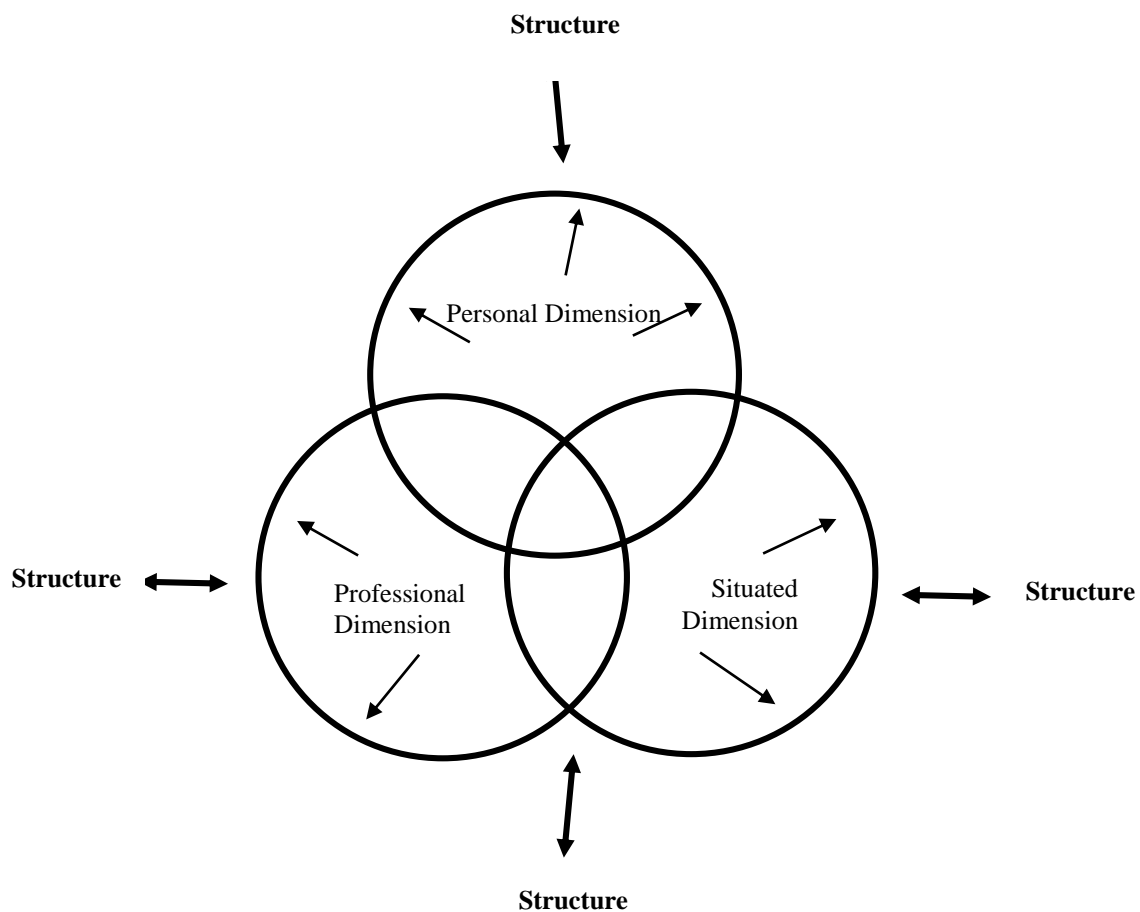 Structure
Personal Dimension
Structure
Professional
Dimension
Situated
Dimension
Structure
Structure